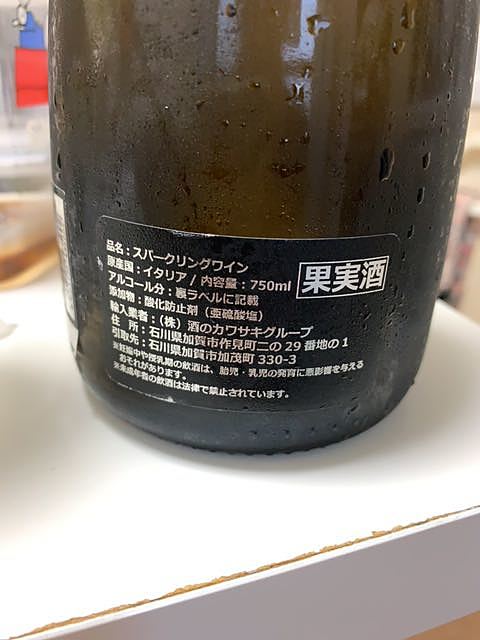 品名：スパークリングワイン
原産国：イタリア / 内容量：750ml
アルコール分：裏ラベルに記載
添加物：酸化防止剤（亜硫酸塩）
輸入業者：（株）酒のカワサキグループ
住　所：石川県加賀市作見町二の29番地の1
引取先：石川県加賀市加茂町330-3
※妊娠中や授乳期の飲酒は、胎児・乳児の発育に悪影響を与える
おそれがあります。
※未成年者の飲酒は法律で禁止されています。
果実酒